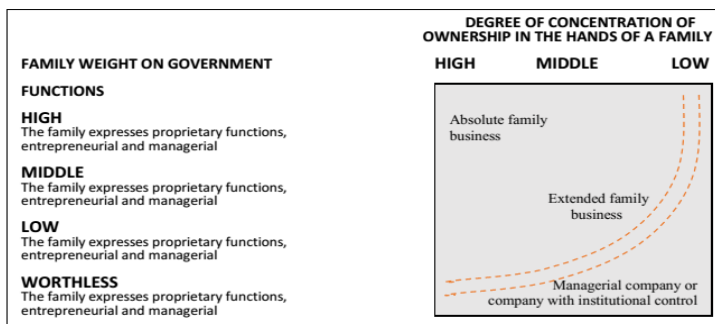 DEGREE OF CONCENTRATION OF
OWNERSHIP IN THE HANDS OF A FAMILY
FAMILY WEIGHT ON GOVERNMENT
HIGH MIDDLE LOW
FUNCTIONS
HIGH
The family expresses proprietary functions,
entrepreneurial and managerial
MIDDLE
The family expresses proprietary functions,
entrepreneurial and managerial
LOW
The family expresses proprietary functions,
entrepreneurial and managerial
WORTHLESS
The family expresses proprietary functions,
entrepreneurial and managerial
Absolute family
business
Extended family
business
Managerial company or
company with institutional control